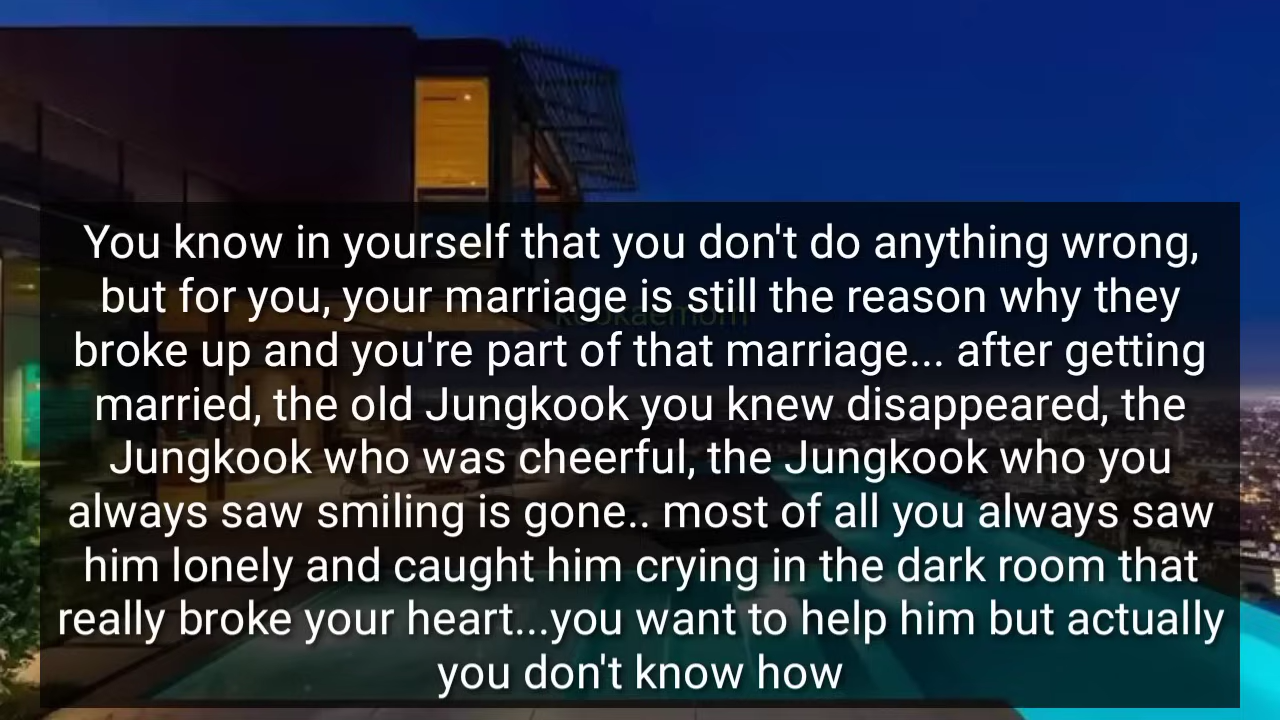 You know in yourself that you don't do anything wrong,
but for you, your marriage is still the reason why they
broke up and you're part of that marriage... after getting
married, the old Jungkook you knew disappeared, the
Jungkook who was cheerful, the Jungkook who you
always saw smiling is gone.. most of all you always saw
him lonely and caught him crying in the dark room that
really broke your heart...you want to help him but actually
you don't know how